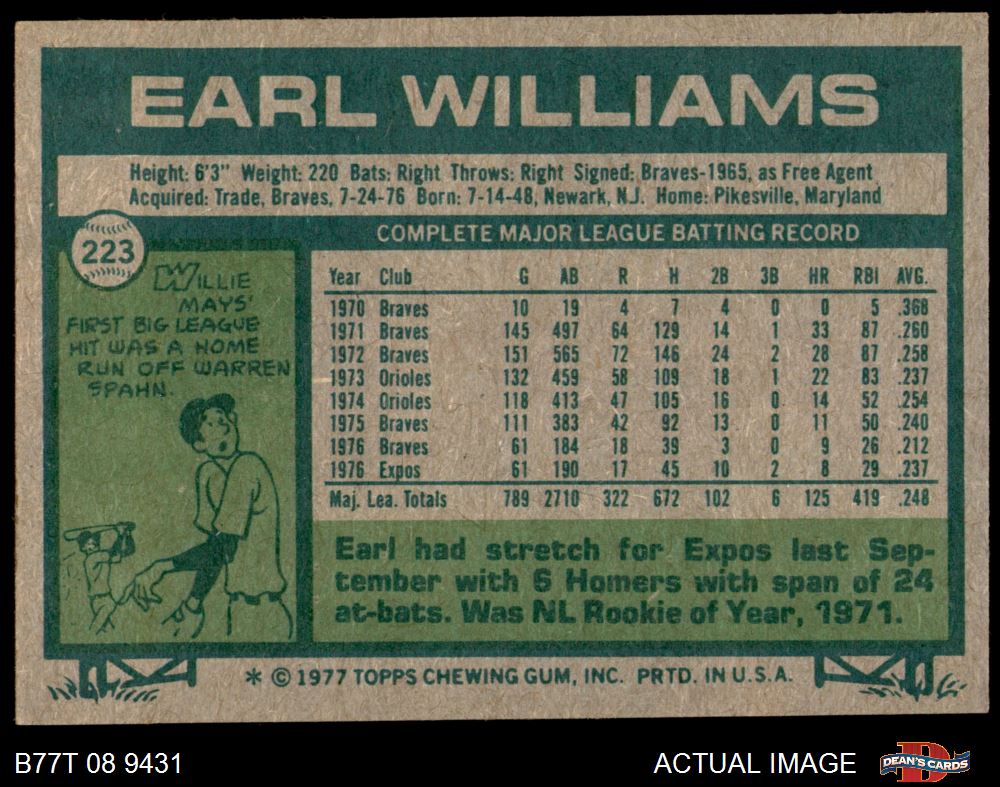 EARL WILLIAMS
Height: 6'3" Weight: 220 Bats: Right Throws: Right Signed: Braves-1965, as Free Agent
Acquired: Trade, Braves, 7-24-76 Born: 7-14-48, Newark, N.J. Home: Pikesville, Maryland
223
WILLIE
MAYS'
FIRST BIG LEAGUE
HIT WAS A HOME
RUN OFF WARREN
SPAHN.
COMPLETE MAJOR LEAGUE BATTING RECORD
Year Club G AB R H 2B 3B HR RBI AVG.
1970 Braves 10 19 4 7 4 0 0 5 .368
1971 Braves 145 497 64 129 14 1 33 87 .260
1972 Braves 151 565 72 146 24 2 28 87 .258
1973 Orioles 132 459 58 109 18 1 22 83 .237
1974 Orioles 118 413 47 105 16 0 14 52 .254
1975 Braves 111 383 42 92 13 0 11 50 .240
1976 Braves 61 184 18 39 3 0 9 26 .212
1976 Expos 61 190 17 45 10 2 8 29 .237
Maj. Lea. Totals 789 2710 322 672 102 6 125 419 .248
Earl had stretch for Expos last Sep-
tember with 6 Homers with span of 24
at-bats. Was NL Rookie of Year, 1971.
* © 1977 TOPPS CHEWING GUM, INC. PRTD. IN U.S.A.
B77T 08 9431
ACTUAL IMAGE
D
DEAN'S CARDS